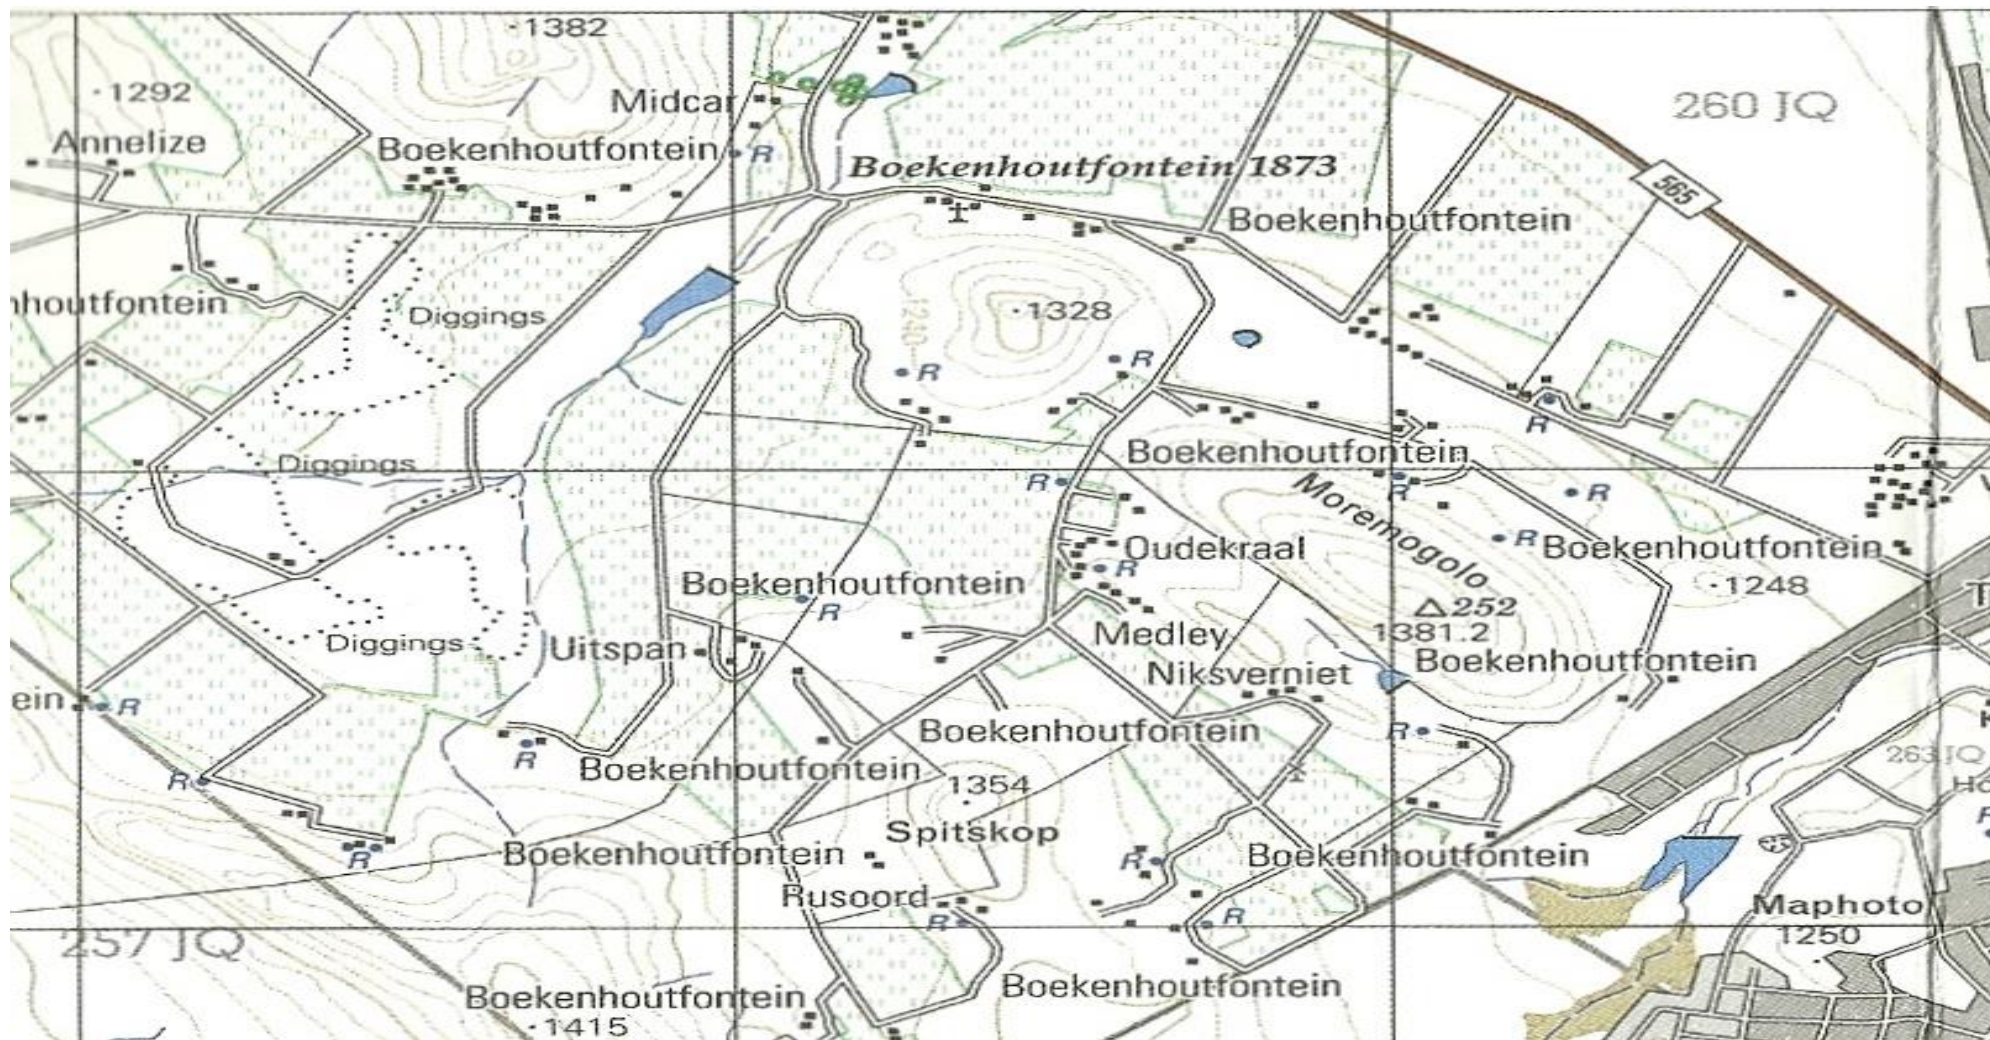 1382
1292
Midcar
260 JQ
Annelize
Boekenhoutfontein
R
Boekenhoutfontein 1873
565
Boekenhoutfontein
nhoutfontein
Diggings
1240
1328
R
R
R
Diggings
Boekenhoutfontein
R
R
R
Moremogolo
R
Oudekraal
Boekenhoutfontein
R
Boekenhoutfontein
R
252
1248
1381.2
Diggings
Uitspan
Medley
Niksverniet
Boekenhoutfontein
ein
R
Boekenhoutfontein
R
R
Boekenhoutfontein
R
263 JQ
1354
Spitskop
R
Boekenhoutfontein
R
Boekenhoutfontein
Rusoord
R
R
Maphoto
1250
257 JQ
Boekenhoutfontein
Boekenhoutfontein
1415